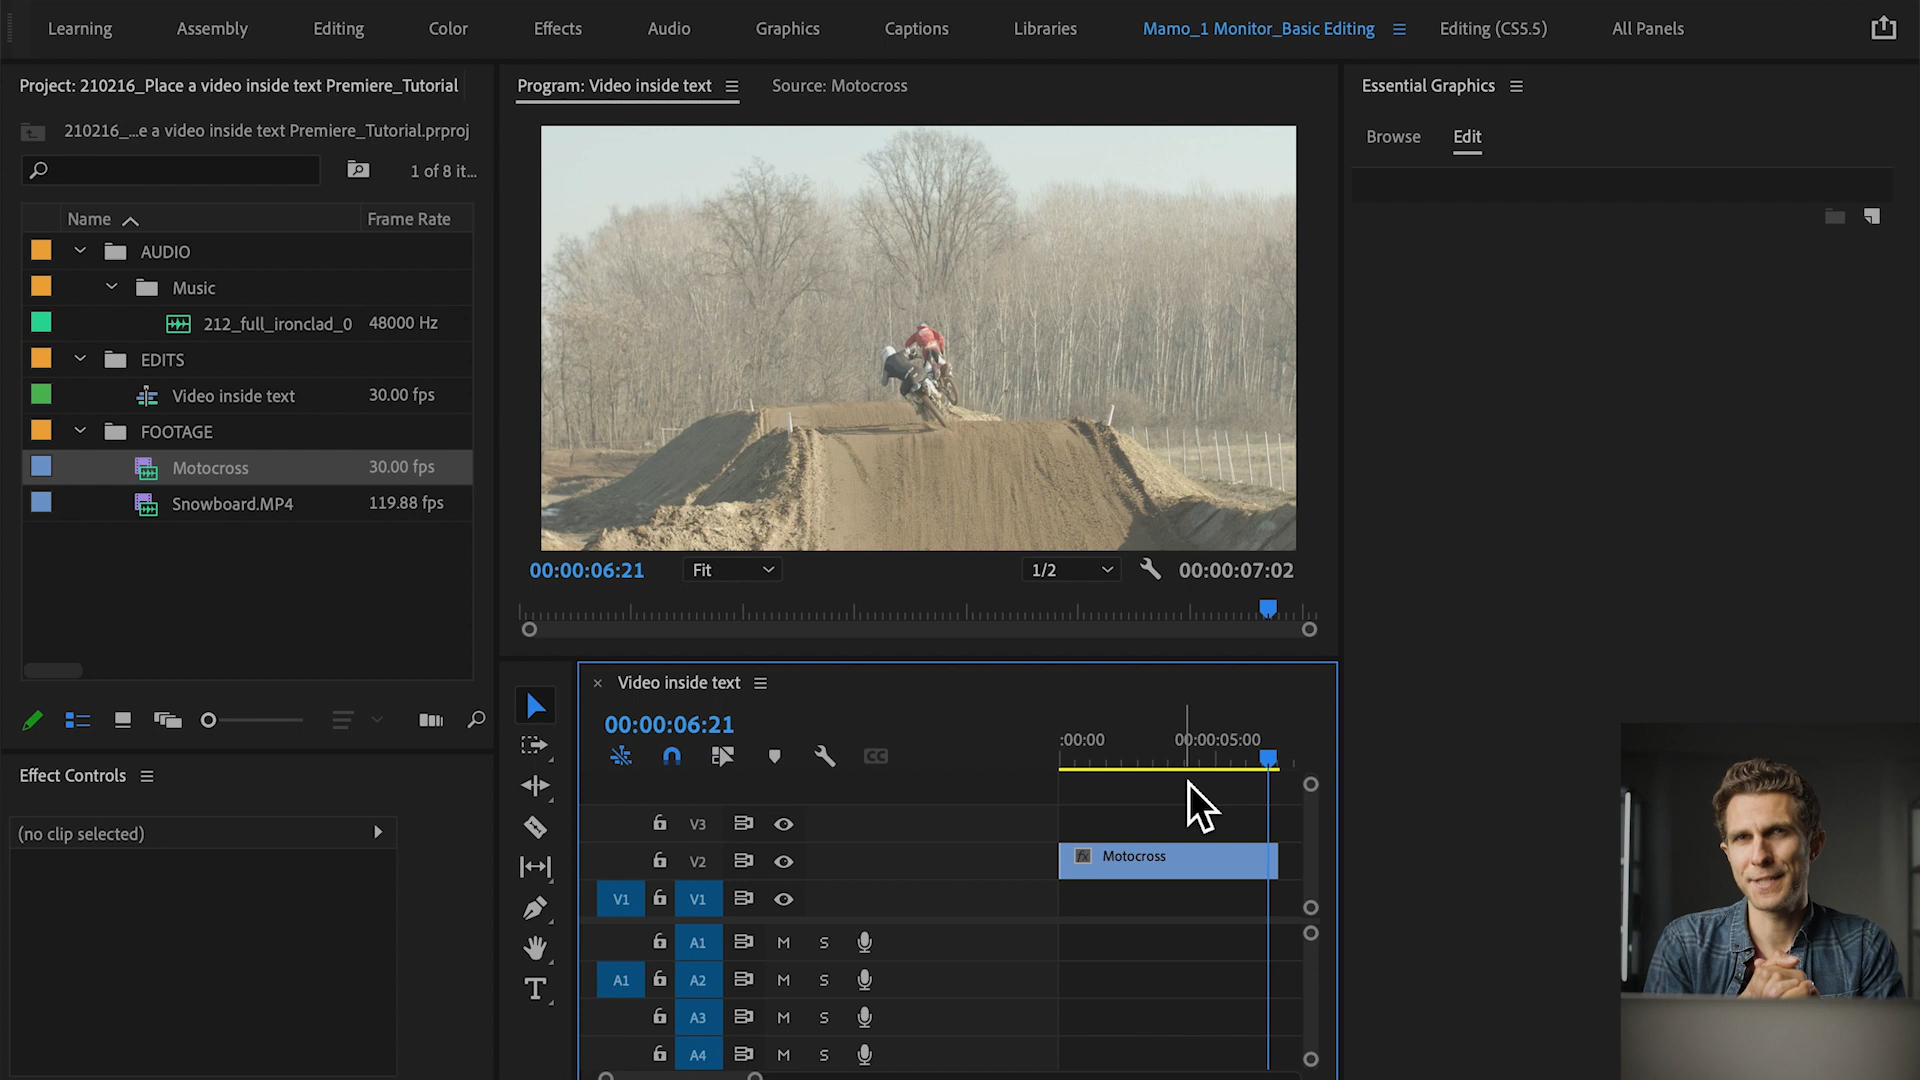 Learning Assembly Editing Color Effects Audio Graphics Captions Libraries Mamo_1 Monitor_Basic Editing Editing (CS5.5) All Panels
Project: 210216_Place a video inside text Premiere_Tutorial
210216_...e a video inside text Premiere_Tutorial.prproj
1 of 8 it...
Name Frame Rate
AUDIO
Music
212_full_ironclad_0 48000 Hz
EDITS
Video inside text 30.00 fps
FOOTAGE
Motocross 30.00 fps
Snowboard.MP4 119.88 fps
Effect Controls
(no clip selected)
Program: Video inside text Source: Motocross
00:00:06:21 Fit 1/2 00:00:07:02
Video inside text
00:00:06:21
:00:00 00:00:05:00
CC
V3
V2 fx Motocross
V1 V1
A1 M S
A1 A2 M S
A3 M S
A4 M S
T
Essential Graphics
Browse Edit